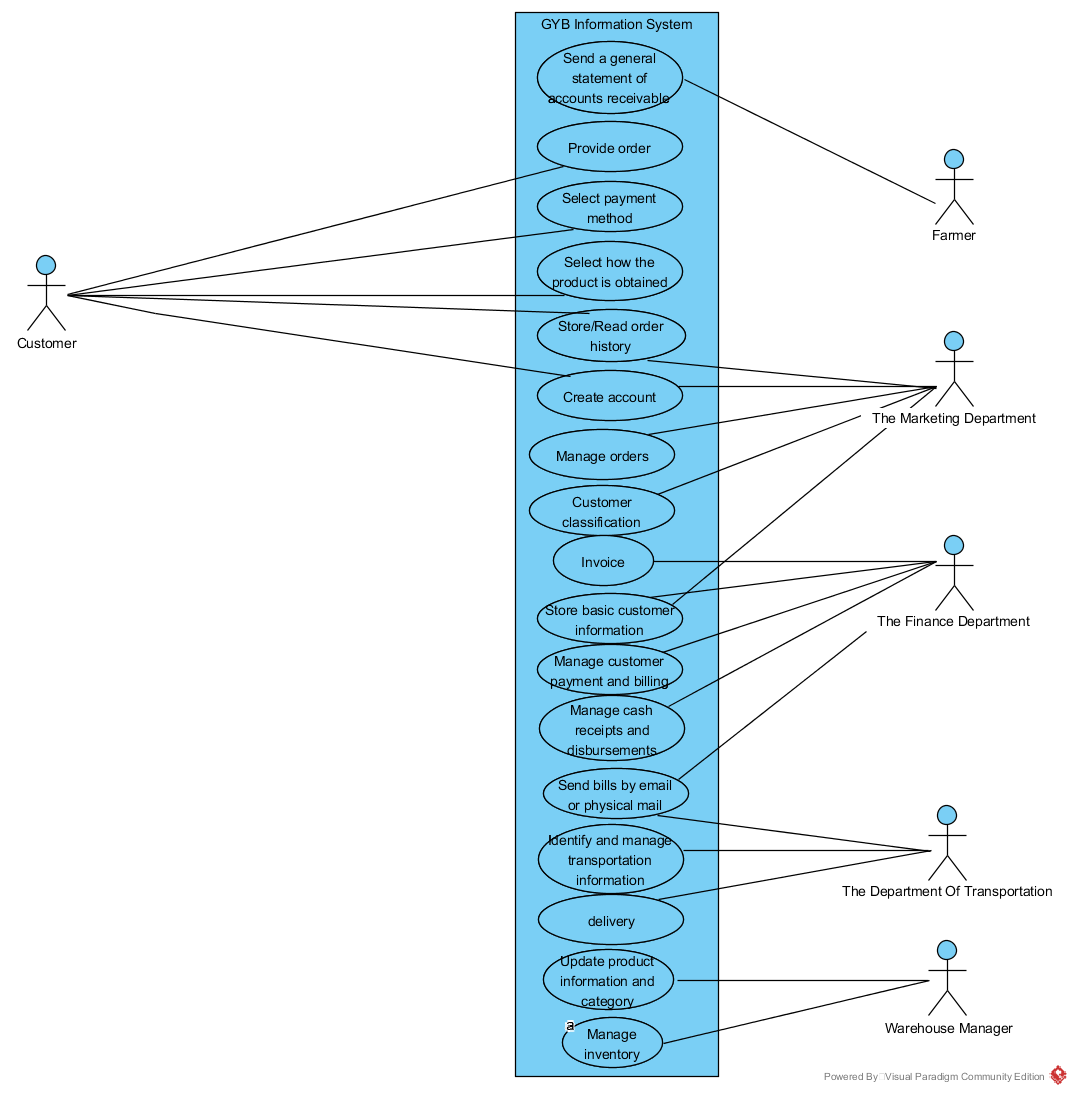 GYB Information System
Send a general
statement of
accounts receivable
Provide order
Select payment
method
Select how the
product is obtained
Store/Read order
history
Create account
Manage orders
Customer
classification
Invoice
Store basic customer
information
Manage customer
payment and billing
Manage cash
receipts and
disbursements
Send bills by email
or physical mail
Identify and manage
transportation
information
delivery
Update product
information and
category
a
Manage
inventory
Customer
Farmer
The Marketing Department
The Finance Department
The Department Of Transportation
Warehouse Manager
Powered By Visual Paradigm Community Edition